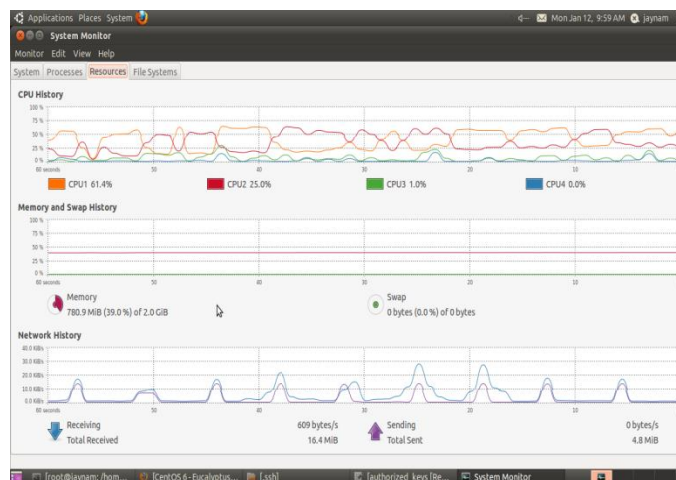 Applications Places System
Mon Jan 12, 9:59 AM jaynam
System Monitor
Monitor Edit View Help
System Processes Resources File Systems
CPU History
100 %
75 %
50 %
25 %
0 %
60 seconds 50 40 30 20 10
CPU1 61.4% CPU2 25.0% CPU3 1.0% CPU4 0.0%
Memory and Swap History
100 %
75 %
50 %
25 %
0 %
60 seconds 50 40 30 20 10
Memory
780.9 MiB (39.0 %) of 2.0 GiB
Swap
0 bytes (0.0 %) of 0 bytes
Network History
40.0 KiB/s
30.0 KiB/s
20.0 KiB/s
10.0 KiB/s
0.0 KiB/s
60 seconds 50 40 30 20 10
Receiving 609 bytes/s
Total Received 16.4 MiB
Sending 0 bytes/s
Total Sent 4.8 MiB
[root@jaynam: /hom... [CentOS 6 - Eucalyptus... [.ssh] [authorized_keys [Re... System Monitor